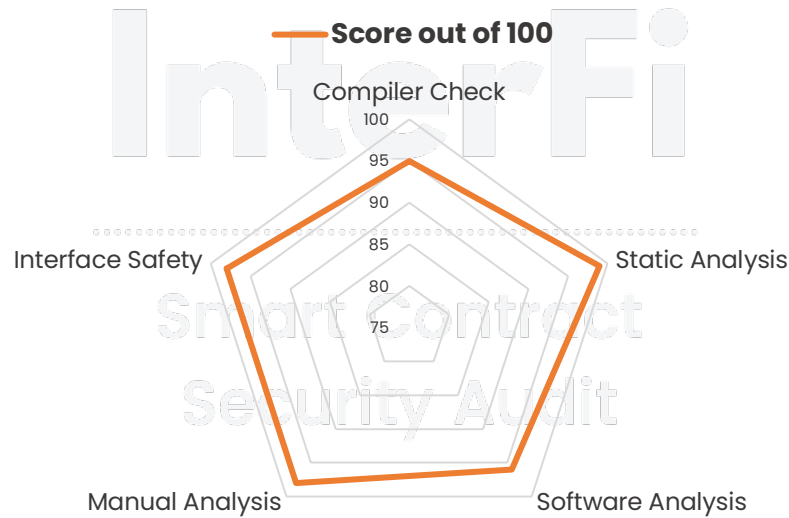 InterFi
Score out of 100
Compiler Check
100
95
90
85
80
75
Interface Safety
Static Analysis
Smart Contract
Security Audit
Manual Analysis
Software Analysis